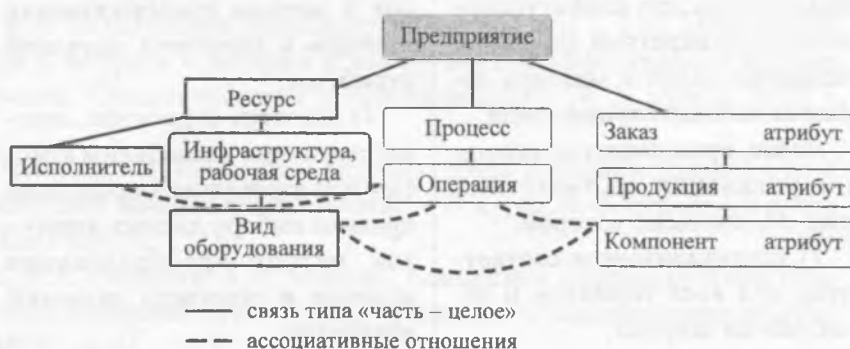 Предприятие
Ресурс
Исполнитель
Инфраструктура,
рабочая среда
Вид
оборудования
Процесс
Операция
Заказ атрибут
Продукция атрибут
Компонент атрибут
связь типа «часть – целое»
ассоциативные отношения